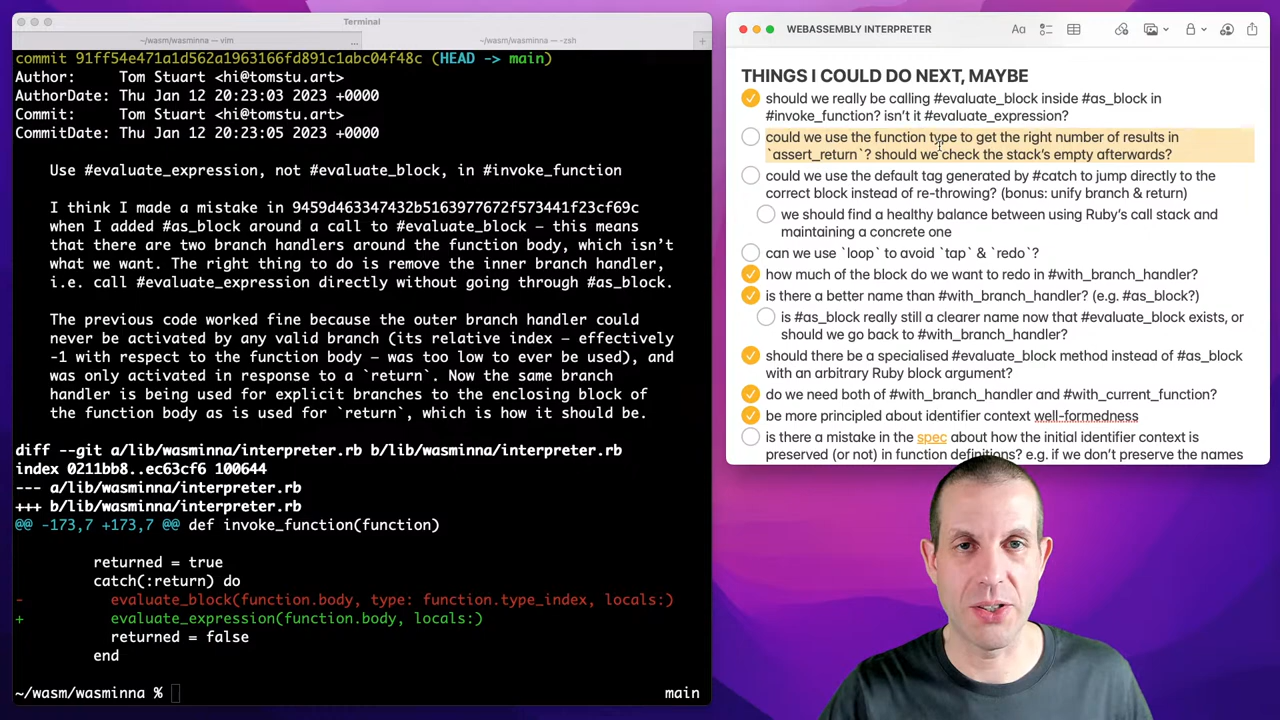 Terminal
~/wasm/wasminna — vim
...
~/wasm/wasminna — -zsh
+
commit 91ff54e471a1d562a1963166fd891c1abc04f48c (HEAD -> main)
Author:     Tom Stuart <hi@tomstu.art>
AuthorDate: Thu Jan 12 20:23:03 2023 +0000
Commit:     Tom Stuart <hi@tomstu.art>
CommitDate: Thu Jan 12 20:23:05 2023 +0000
Use #evaluate_expression, not #evaluate_block, in #invoke_function
I think I made a mistake in 9459d463347432b5163977672f573441f23cf69c
when I added #as_block around a call to #evaluate_block – this means
that there are two branch handlers around the function body, which isn't
what we want. The right thing to do is remove the inner branch handler,
i.e. call #evaluate_expression directly without going through #as_block.
The previous code worked fine because the outer branch handler could
never be activated by any valid branch (its relative index – effectively
-1 with respect to the function body – was too low to ever be used), and
was only activated in response to a `return`. Now the same branch
handler is being used for explicit branches to the enclosing block of
the function body as is used for `return`, which is how it should be.
diff --git a/lib/wasminna/interpreter.rb b/lib/wasminna/interpreter.rb
index 0211bb8..ec63cf6 100644
--- a/lib/wasminna/interpreter.rb
+++ b/lib/wasminna/interpreter.rb
@@ -173,7 +173,7 @@ def invoke_function(function)
returned = true
catch(:return) do
-          evaluate_block(function.body, type: function.type_index, locals:)
+          evaluate_expression(function.body, locals:)
returned = false
end
~/wasm/wasminna %
main
WEBASSEMBLY INTERPRETER
Aa
THINGS I COULD DO NEXT, MAYBE
should we really be calling #evaluate_block inside #as_block in
#invoke_function? isn't it #evaluate_expression?
could we use the function type to get the right number of results in
`assert_return`? should we check the stack's empty afterwards?
could we use the default tag generated by #catch to jump directly to the
correct block instead of re-throwing? (bonus: unify branch & return)
we should find a healthy balance between using Ruby's call stack and
maintaining a concrete one
can we use `loop` to avoid `tap` & `redo`?
how much of the block do we want to redo in #with_branch_handler?
is there a better name than #with_branch_handler? (e.g. #as_block?)
is #as_block really still a clearer name now that #evaluate_block exists, or
should we go back to #with_branch_handler?
should there be a specialised #evaluate_block method instead of #as_block
with an arbitrary Ruby block argument?
do we need both of #with_branch_handler and #with_current_function?
be more principled about identifier context well-formedness
is there a mistake in the spec about how the initial identifier context is
preserved (or not) in function definitions? e.g. if we don't preserve the names